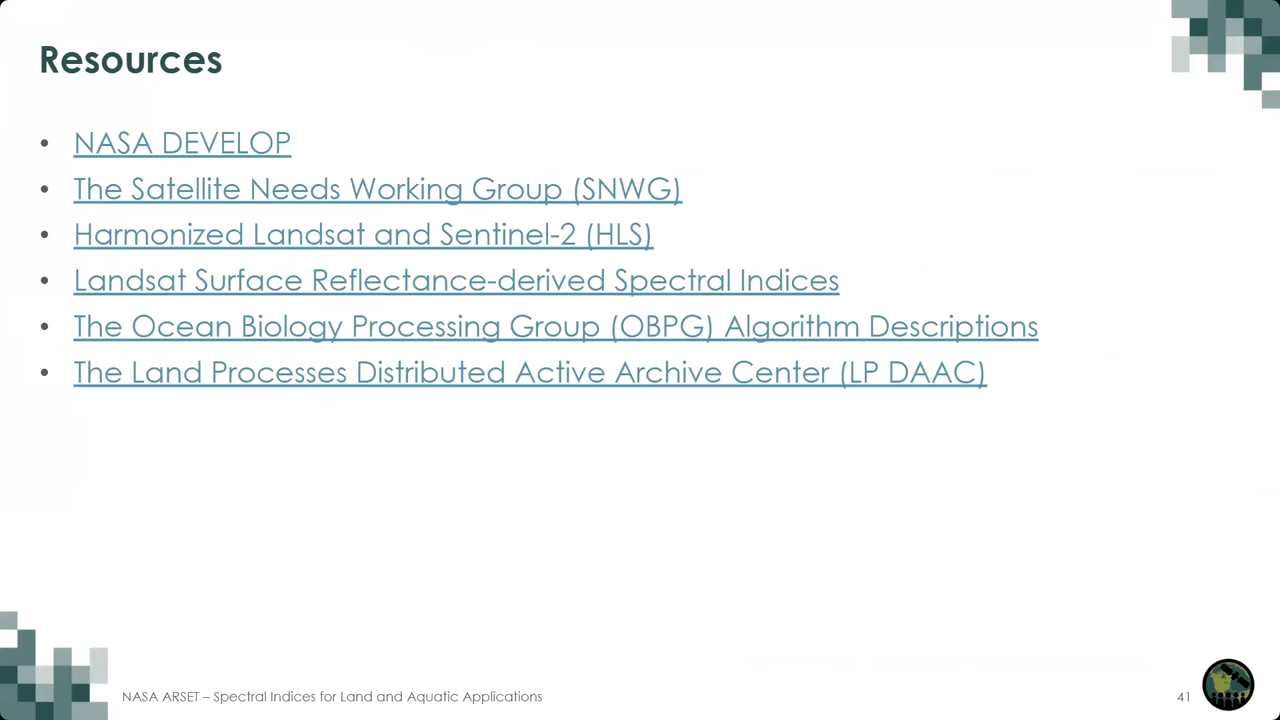 Resources
• NASA DEVELOP
• The Satellite Needs Working Group (SNWG)
• Harmonized Landsat and Sentinel-2 (HLS)
• Landsat Surface Reflectance-derived Spectral Indices
• The Ocean Biology Processing Group (OBPG) Algorithm Descriptions
• The Land Processes Distributed Active Archive Center (LP DAAC)
NASA ARSET – Spectral Indices for Land and Aquatic Applications
41